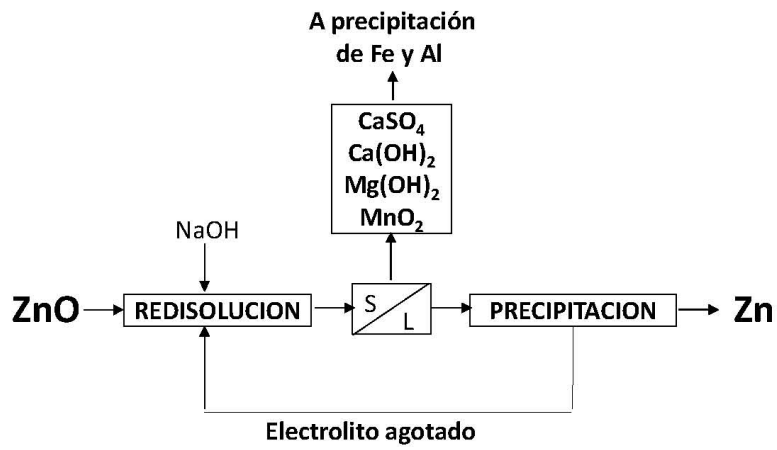 A precipitación
de Fe y Al
CaSO₄
Ca(OH)₂
Mg(OH)₂
MnO₂
NaOH
ZnO
REDISOLUCION
S
L
PRECIPITACION
Zn
Electrolito agotado